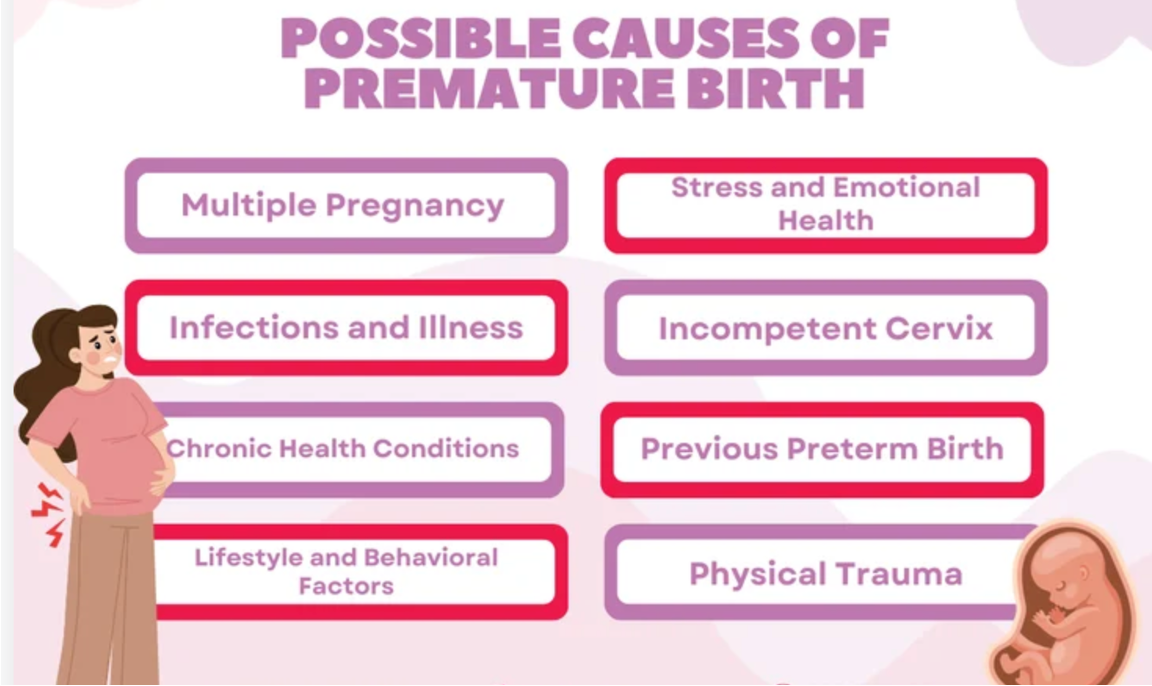 POSSIBLE CAUSES OF
PREMATURE BIRTH
Multiple Pregnancy
Stress and Emotional
Health
Infections and Illness
Incompetent Cervix
Chronic Health Conditions
Previous Preterm Birth
Lifestyle and Behavioral
Factors
Physical Trauma